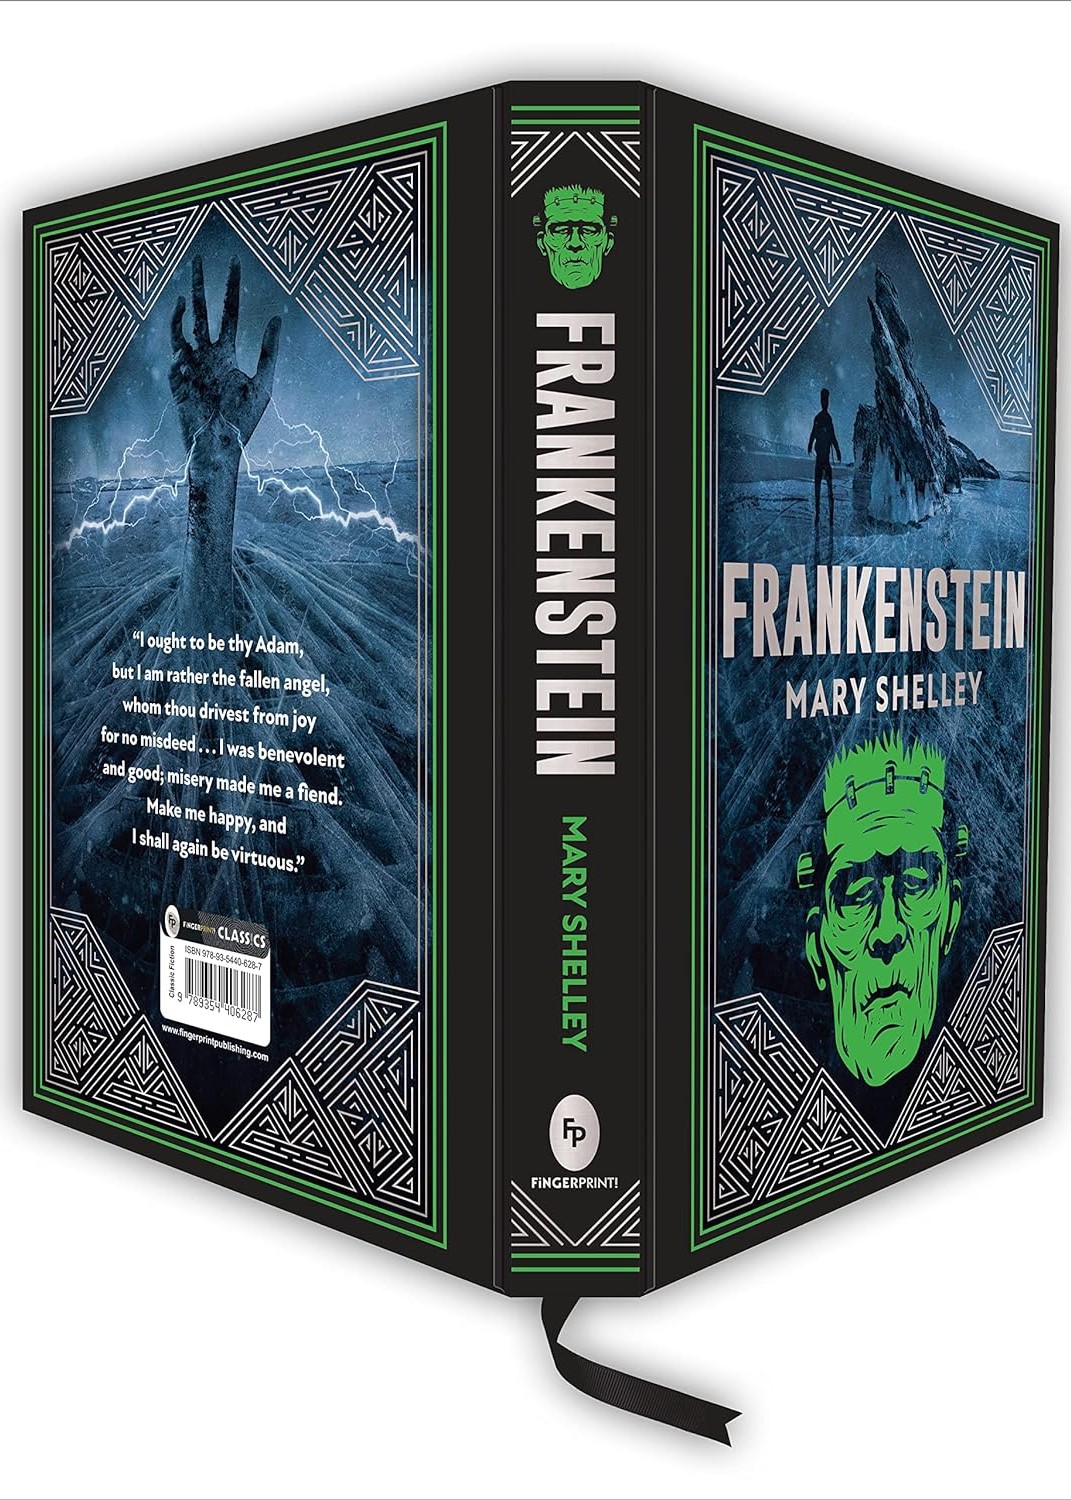 “I ought to be thy Adam,
but I am rather the fallen angel,
whom thou drivest from joy
for no misdeed . . . I was benevolent
and good; misery made me a fiend.
Make me happy, and
I shall again be virtuous.”
FP
FiNGERPRINT! CLASSICS
ISBN 978-93-5440-628-7
Classic Fiction
9 789354 406287
www.fingerprintpublishing.com
FRANKENSTEIN
MARY SHELLEY
FP
FiNGERPRINT!
FRANKENSTEIN
MARY SHELLEY